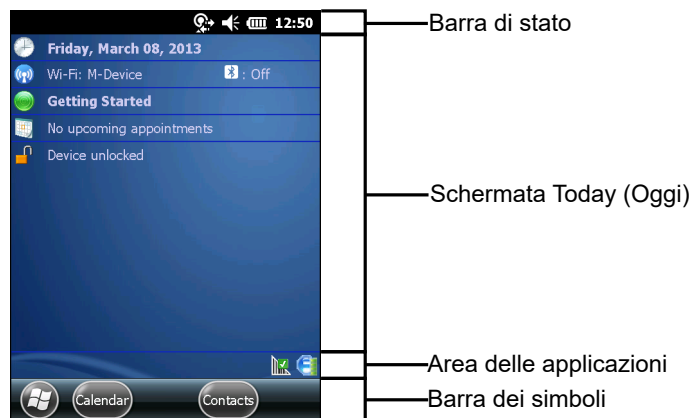 12:50
Barra di stato
Friday, March 08, 2013
Wi-Fi: M-Device : Off
Getting Started
No upcoming appointments
Device unlocked
Schermata Today (Oggi)
Area delle applicazioni
Calendar Contacts
Barra dei simboli